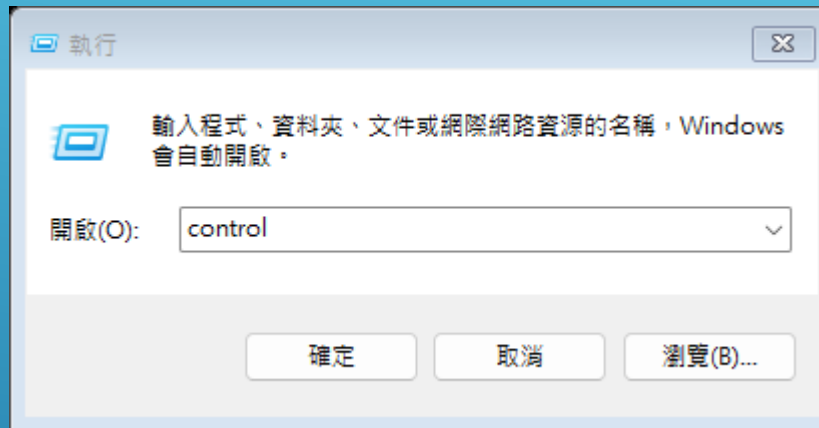 執行
輸入程式、資料夾、文件或網際網路資源的名稱，Windows
會自動開啟。
開啟(O): control
確定 取消 瀏覽(B)...